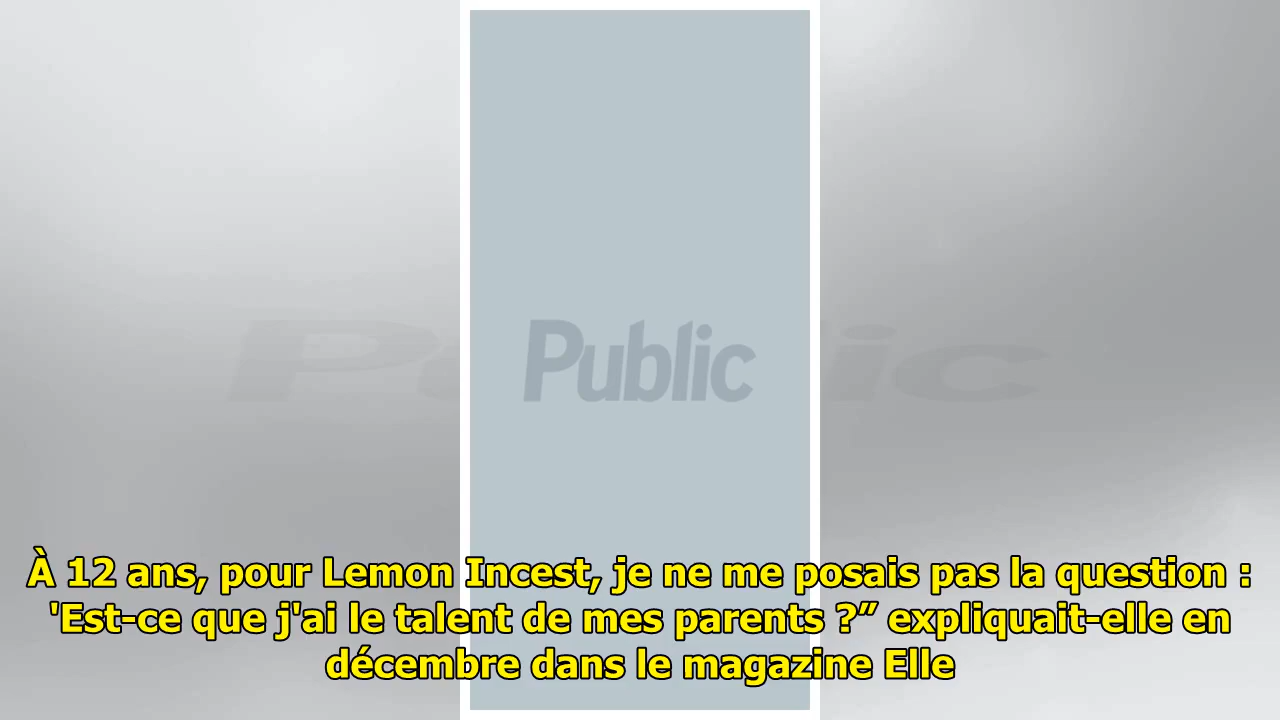 Public
À 12 ans, pour Lemon Incest, je ne me posais pas la question :
'Est-ce que j'ai le talent de mes parents ?” expliquait-elle en
décembre dans le magazine Elle